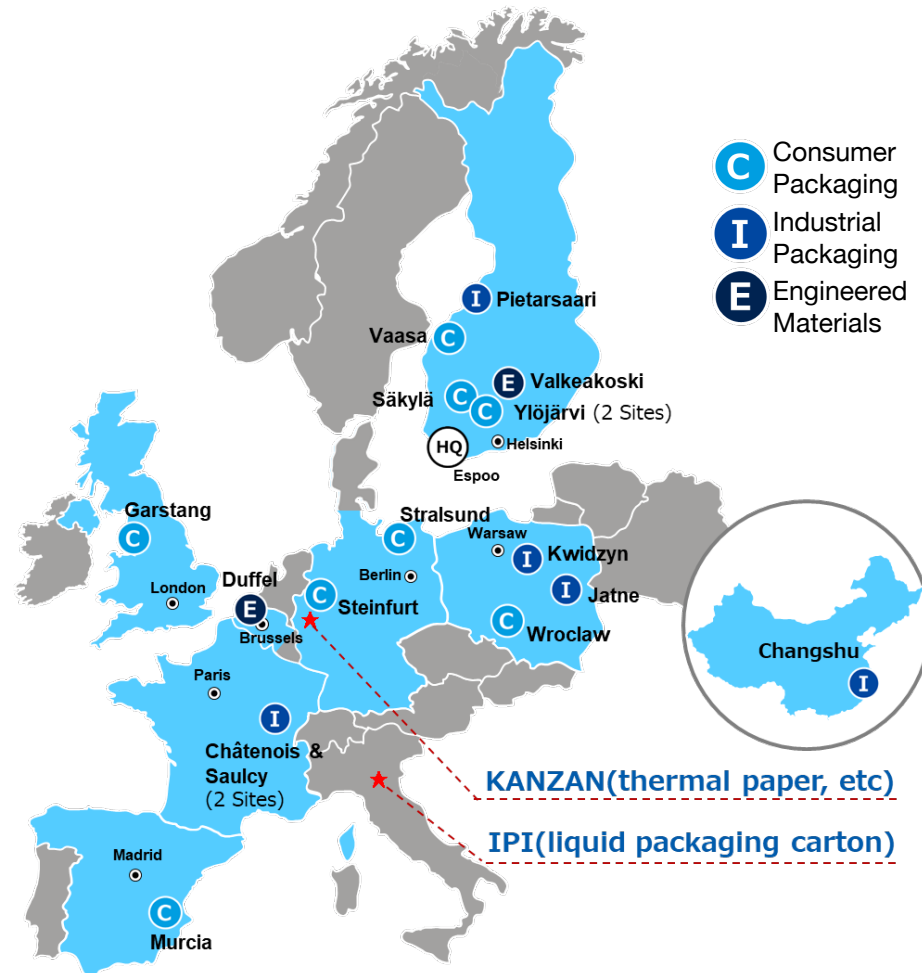 C
Consumer
Packaging
I
Industrial
Packaging
E
Engineered
Materials
I
Pietarsaari
Vaasa
C
E
Valkeakoski
Säkylä
C
C
Ylöjärvi (2 Sites)
HQ
Helsinki
Espoo
Garstang
C
London
Stralsund
C
Berlin
Warsaw
I
Kwidzyn
I
Jatne
C
Wroclaw
Duffel
E
Brussels
C
Steinfurt
Paris
I
Châtenois &
Saulcy
(2 Sites)
Changshu
I
KANZAN(thermal paper, etc)
IPI(liquid packaging carton)
Madrid
C
Murcia